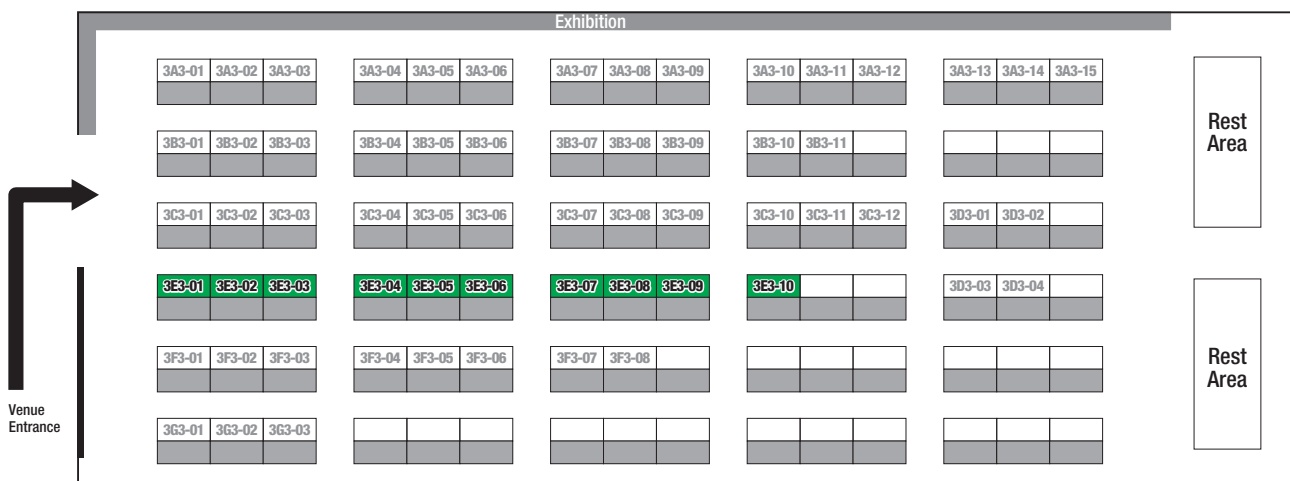 Exhibition
3A3-01 3A3-02 3A3-03 3A3-04 3A3-05 3A3-06 3A3-07 3A3-08 3A3-09 3A3-10 3A3-11 3A3-12 3A3-13 3A3-14 3A3-15
Rest
Area
3B3-01 3B3-02 3B3-03 3B3-04 3B3-05 3B3-06 3B3-07 3B3-08 3B3-09 3B3-10 3B3-11
3C3-01 3C3-02 3C3-03 3C3-04 3C3-05 3C3-06 3C3-07 3C3-08 3C3-09 3C3-10 3C3-11 3C3-12 3D3-01 3D3-02
3E3-01 3E3-02 3E3-03 3E3-04 3E3-05 3E3-06 3E3-07 3E3-08 3E3-09 3E3-10 3D3-03 3D3-04
3F3-01 3F3-02 3F3-03 3F3-04 3F3-05 3F3-06 3F3-07 3F3-08
Rest
Area
Venue
Entrance
3G3-01 3G3-02 3G3-03